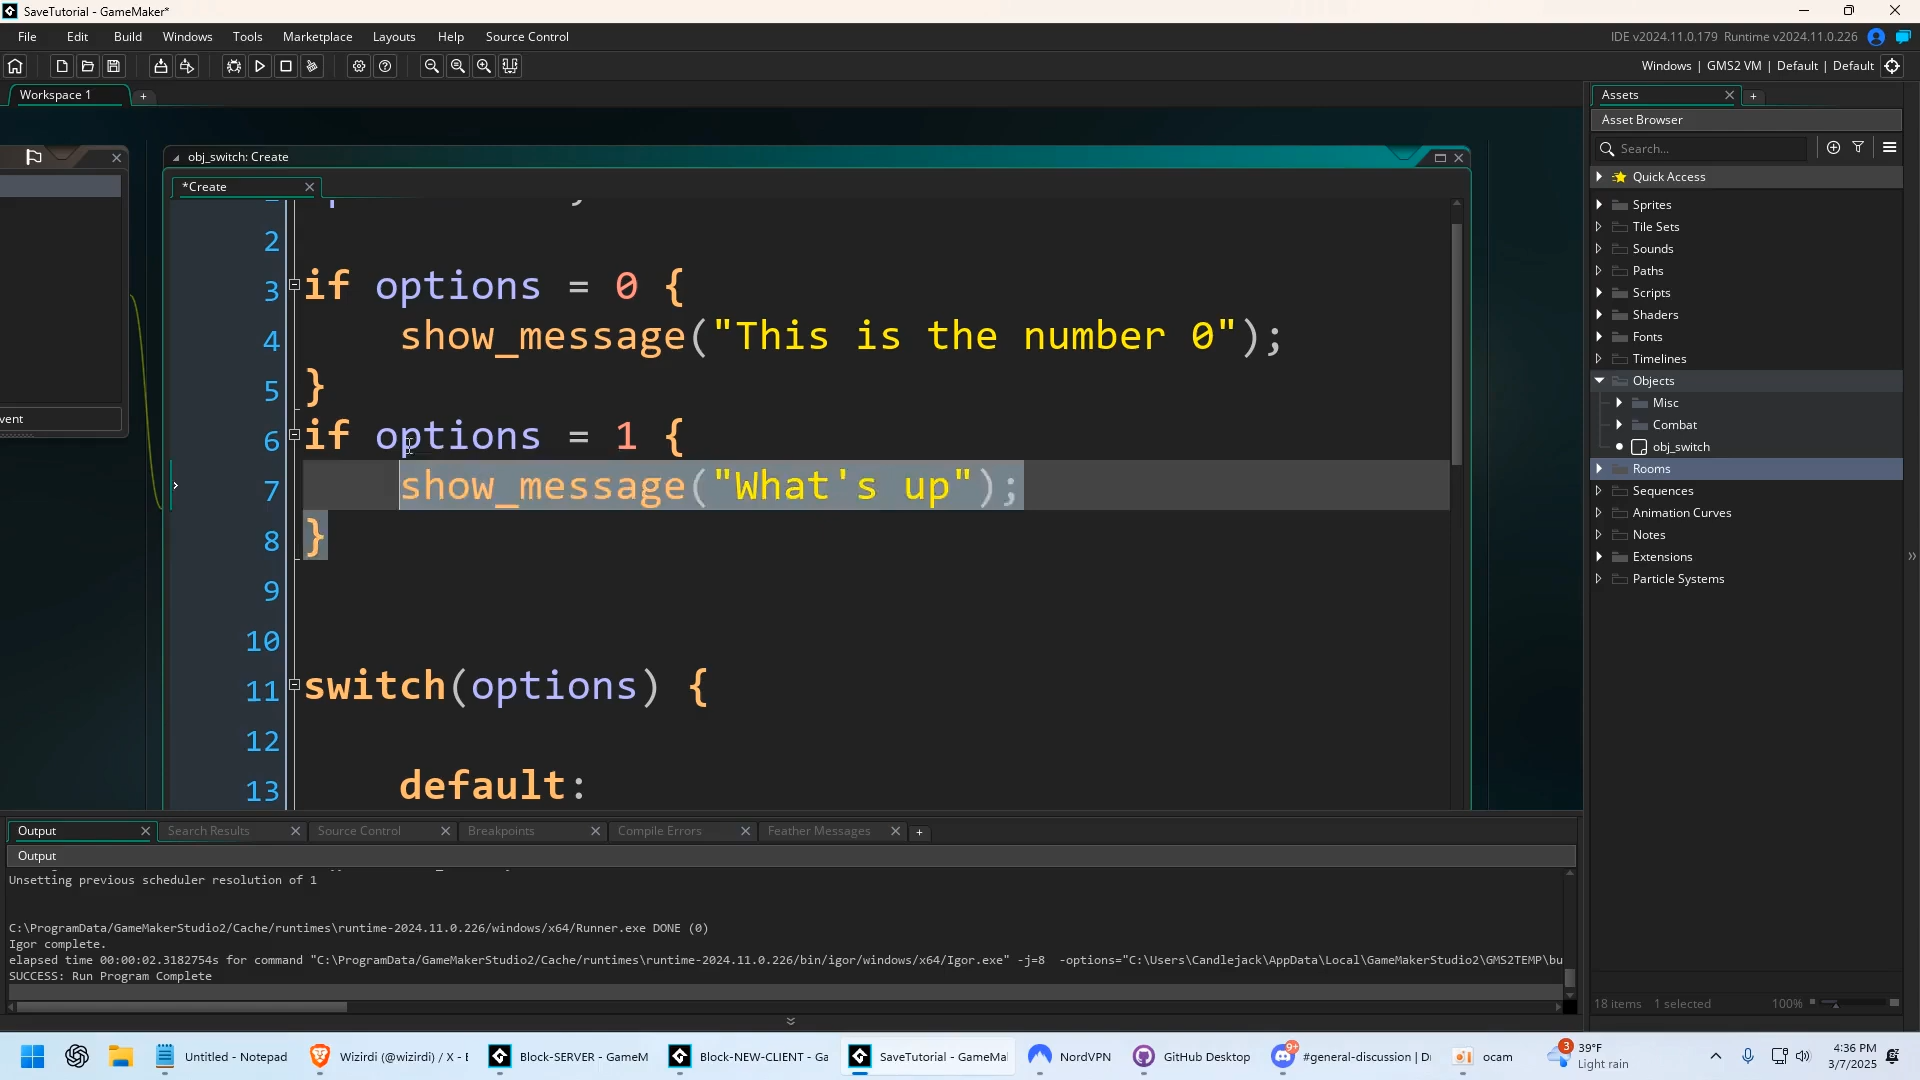 SaveTutorial - GameMaker*
File Edit Build Windows Tools Marketplace Layouts Help Source Control
IDE v2024.11.0.179 Runtime v2024.11.0.226
Windows | GMS2 VM | Default | Default
Workspace 1
Assets
Asset Browser
Search...
Quick Access
Sprites
Tile Sets
Sounds
Paths
Scripts
Shaders
Fonts
Timelines
Objects
Misc
Combat
obj_switch
Rooms
Sequences
Animation Curves
Notes
Extensions
Particle Systems
18 items 1 selected 100%
vent
obj_switch: Create
*Create
2
3 if options = 0 {
4 show_message("This is the number 0");
5 }
6 if options = 1 {
7 show_message("What's up");
8 }
9
10
11 switch(options) {
12
13 default:
Output Search Results Source Control Breakpoints Compile Errors Feather Messages
Output
Unsetting previous scheduler resolution of 1
C:\ProgramData/GameMakerStudio2/Cache/runtimes\runtime-2024.11.0.226/windows/x64/Runner.exe DONE (0)
Igor complete.
elapsed time 00:00:02.3182754s for command "C:\ProgramData/GameMakerStudio2/Cache/runtimes\runtime-2024.11.0.226/bin/igor/windows/x64/Igor.exe" -j=8 -options="C:\Users\Candlejack\AppData\Local\GameMakerStudio2\GMS2TEMP\bu
SUCCESS: Run Program Complete
Untitled - Notepad
Wizirdi (@wizirdi) / X - E
Block-SERVER - GameM
Block-NEW-CLIENT - Ga
SaveTutorial - GameMal
NordVPN
GitHub Desktop
9+
#general-discussion | Di
ocam
3
39°F
Light rain
4:36 PM
3/7/2025